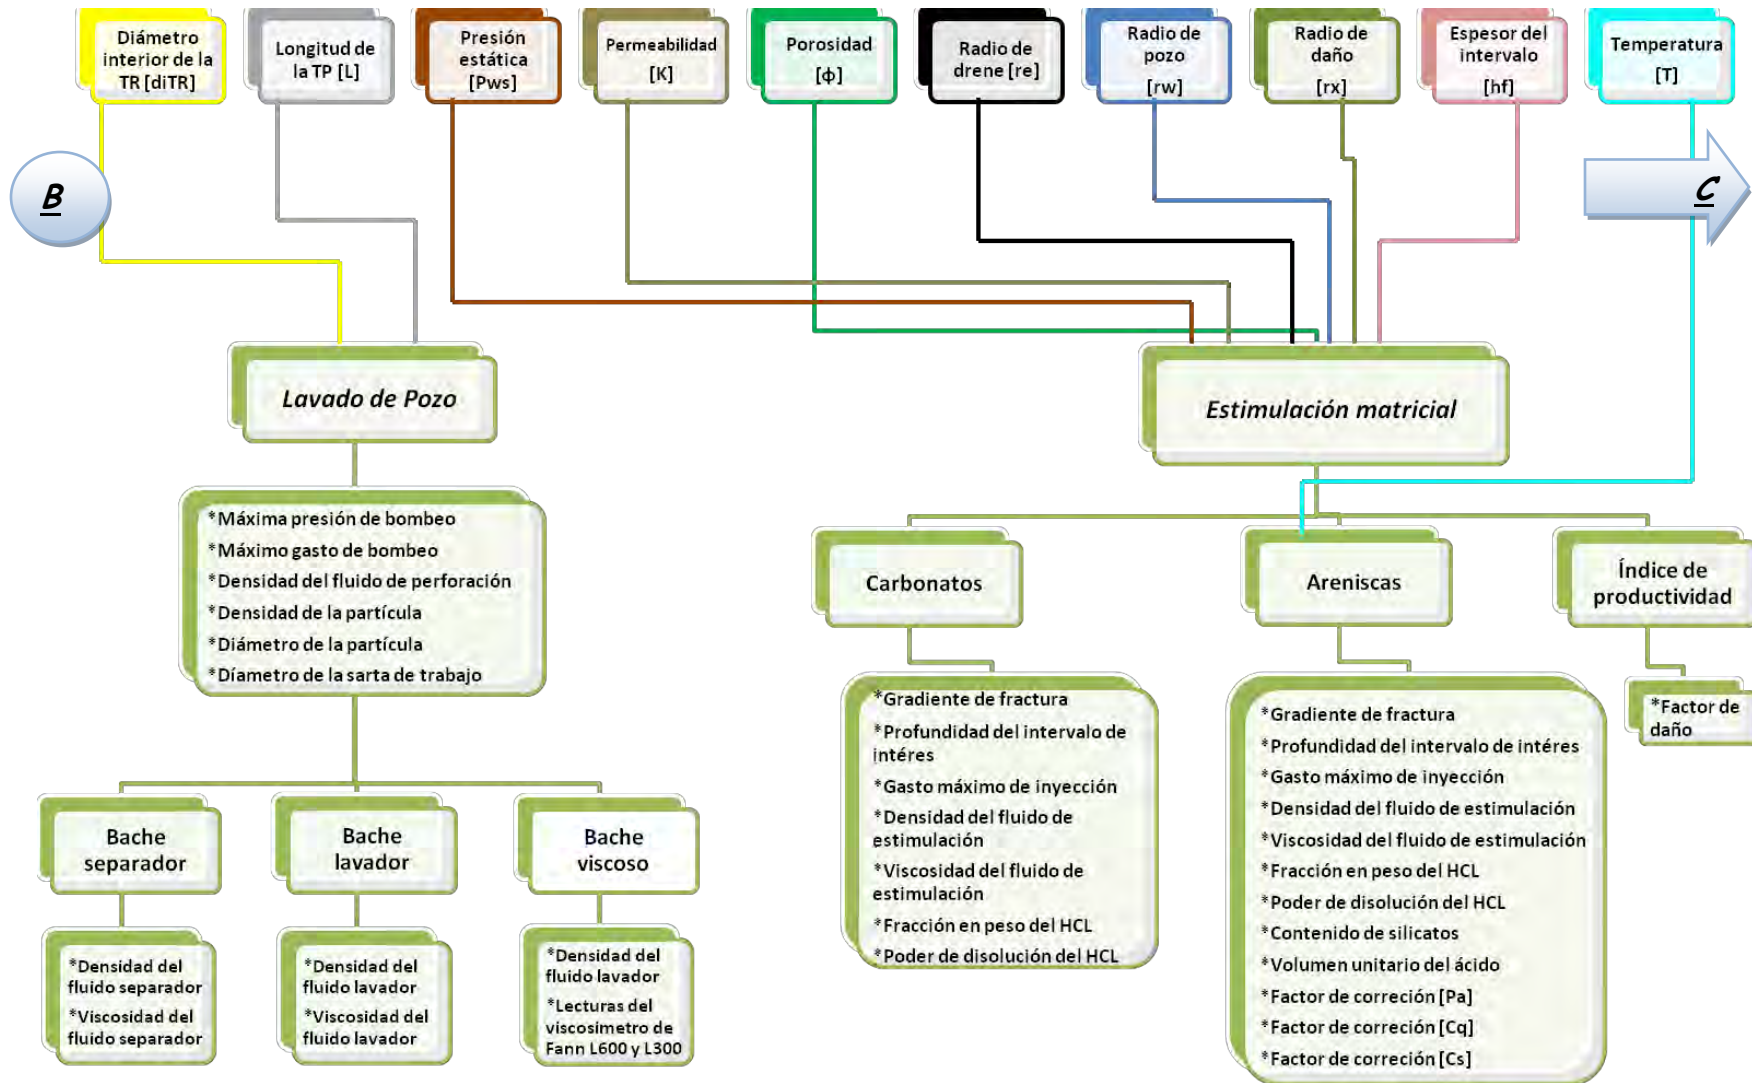 Diámetro
interior de la
TR [diTR]
Longitud de
la TP [L]
Presión
estática
[Pws]
Permeabilidad
[K]
Porosidad
[ф]
Radio de
drene [re]
Radio de
pozo
[rw]
Radio de
daño
[rx]
Espesor del
intervalo
[hf]
Temperatura
[T]
B
C
Lavado de Pozo
Estimulación matricial
*Máxima presión de bombeo
*Máximo gasto de bombeo
*Densidad del fluido de perforación
*Densidad de la partícula
*Diámetro de la partícula
*Díametro de la sarta de trabajo
Carbonatos
Areniscas
Índice de
productividad
*Gradiente de fractura
*Profundidad del intervalo de
intéres
*Gasto máximo de inyección
*Densidad del fluido de
estimulación
*Viscosidad del fluido de
estimulación
*Fracción en peso del HCL
*Poder de disolución del HCL
*Gradiente de fractura
*Profundidad del intervalo de intéres
*Gasto máximo de inyección
*Densidad del fluido de estimulación
*Viscosidad del fluido de estimulación
*Fracción en peso del HCL
*Poder de disolución del HCL
*Contenido de silicatos
*Volumen unitario del ácido
*Factor de correción [Pa]
*Factor de correción [Cq]
*Factor de correción [Cs]
*Factor de
daño
Bache
separador
Bache
lavador
Bache
viscoso
*Densidad del
fluido separador
*Viscosidad del
fluido separador
*Densidad del
fluido lavador
*Viscosidad del
fluido lavador
*Densidad del
fluido lavador
*Lecturas del
viscosímetro de
Fann L600 y L300